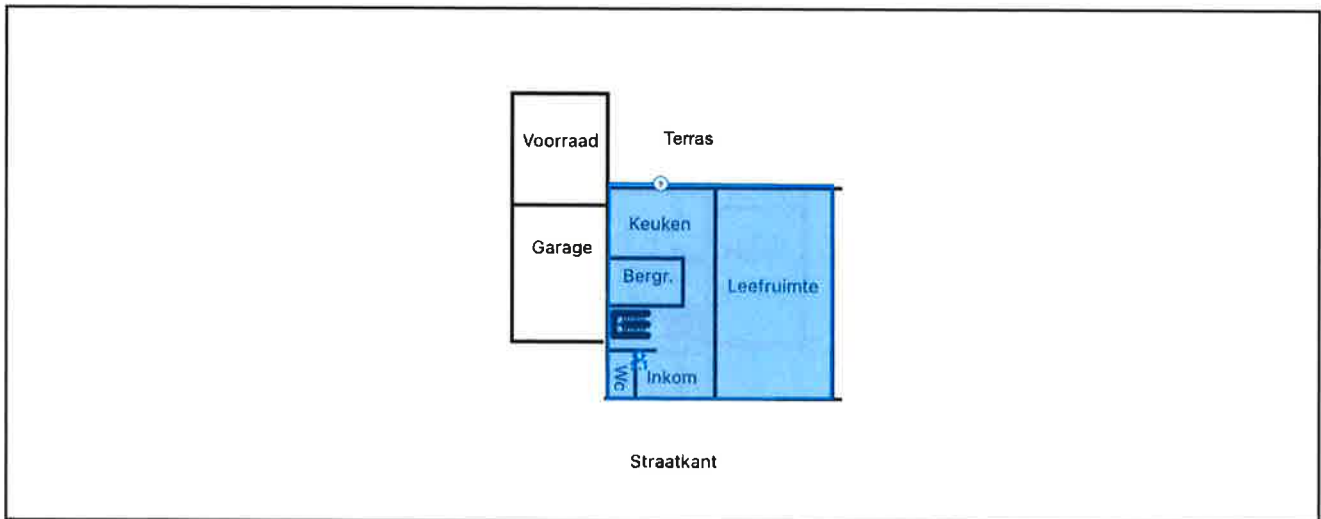 Voorraad
Terras
Keuken
Garage
Bergr.
Leefruimte
Wc
Inkom
Straatkant